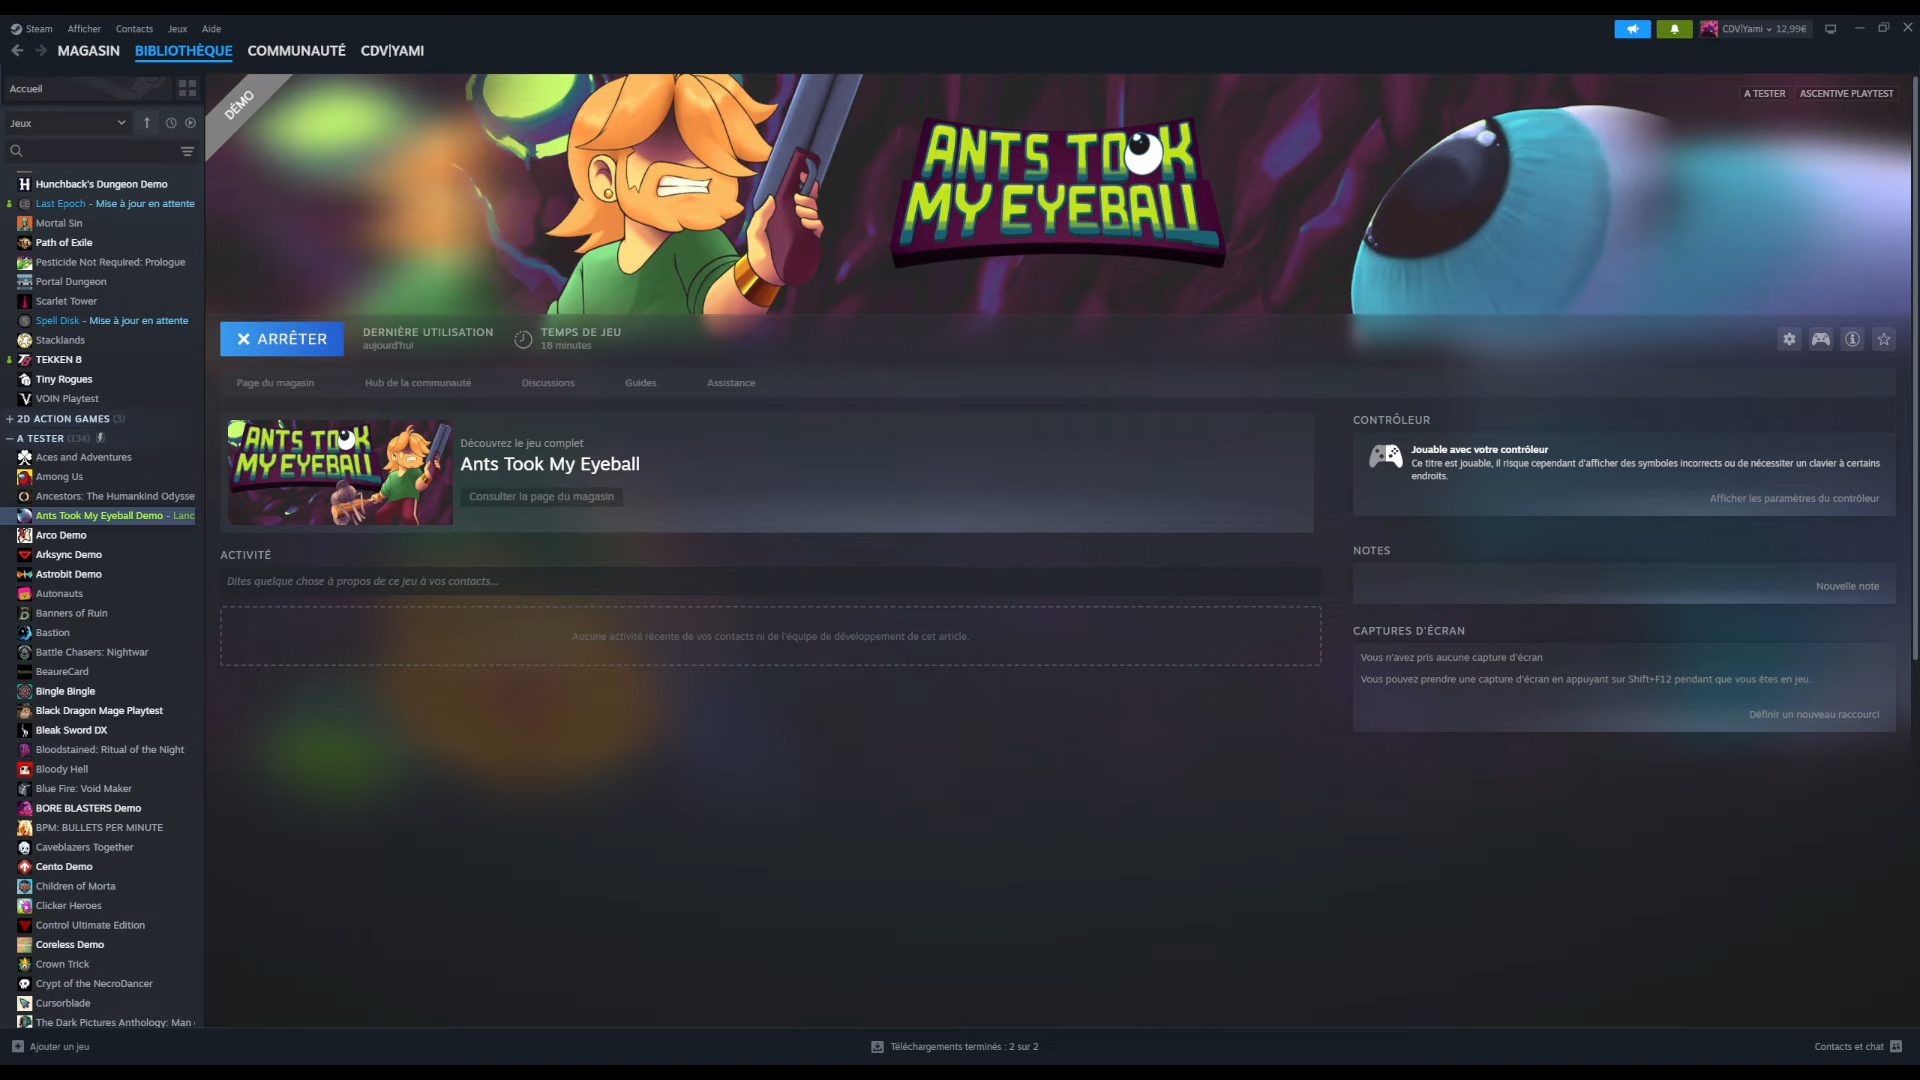 Steam Afficher Contacts Jeux Aide
CDV|Yami 12,99€
MAGASIN BIBLIOTHÈQUE COMMUNAUTÉ CDV|YAMI
Accueil
Jeux
Hunchback's Dungeon Demo
Last Epoch - Mise à jour en attente
Mortal Sin
Path of Exile
Pesticide Not Required: Prologue
Portal Dungeon
Scarlet Tower
Spell Disk - Mise à jour en attente
Stacklands
TEKKEN 8
Tiny Rogues
VOIN Playtest
2D ACTION GAMES (3)
A TESTER (134)
Aces and Adventures
Among Us
Ancestors: The Humankind Odysse
Ants Took My Eyeball Demo - Lanc
Arco Demo
Arksync Demo
Astrobit Demo
Autonauts
Banners of Ruin
Bastion
Battle Chasers: Nightwar
BeaureCard
Bingle Bingle
Black Dragon Mage Playtest
Bleak Sword DX
Bloodstained: Ritual of the Night
Bloody Hell
Blue Fire: Void Maker
BORE BLASTERS Demo
BPM: BULLETS PER MINUTE
Caveblazers Together
Cento Demo
Children of Morta
Clicker Heroes
Control Ultimate Edition
Coreless Demo
Crown Trick
Crypt of the NecroDancer
Cursorblade
The Dark Pictures Anthology: Man
DÉMO
ANTS TOOK
MY EYEBALL
A TESTER ASCENTIVE PLAYTEST
ARRÊTER
DERNIÈRE UTILISATION
aujourd'hui
TEMPS DE JEU
18 minutes
Page du magasin Hub de la communauté Discussions Guides Assistance
ANTS TOOK
MY EYEBALL
Découvrez le jeu complet
Ants Took My Eyeball
Consulter la page du magasin
ACTIVITÉ
Dites quelque chose à propos de ce jeu à vos contacts...
Aucune activité récente de vos contacts ni de l'équipe de développement de cet article.
CONTRÔLEUR
Jouable avec votre contrôleur
Ce titre est jouable, il risque cependant d'afficher des symboles incorrects ou de nécessiter un clavier à certains
endroits.
Afficher les paramètres du contrôleur
NOTES
Nouvelle note
CAPTURES D'ÉCRAN
Vous n'avez pris aucune capture d'écran
Vous pouvez prendre une capture d'écran en appuyant sur Shift+F12 pendant que vous êtes en jeu.
Définir un nouveau raccourci
Ajouter un jeu
Téléchargements terminés : 2 sur 2
Contacts et chat